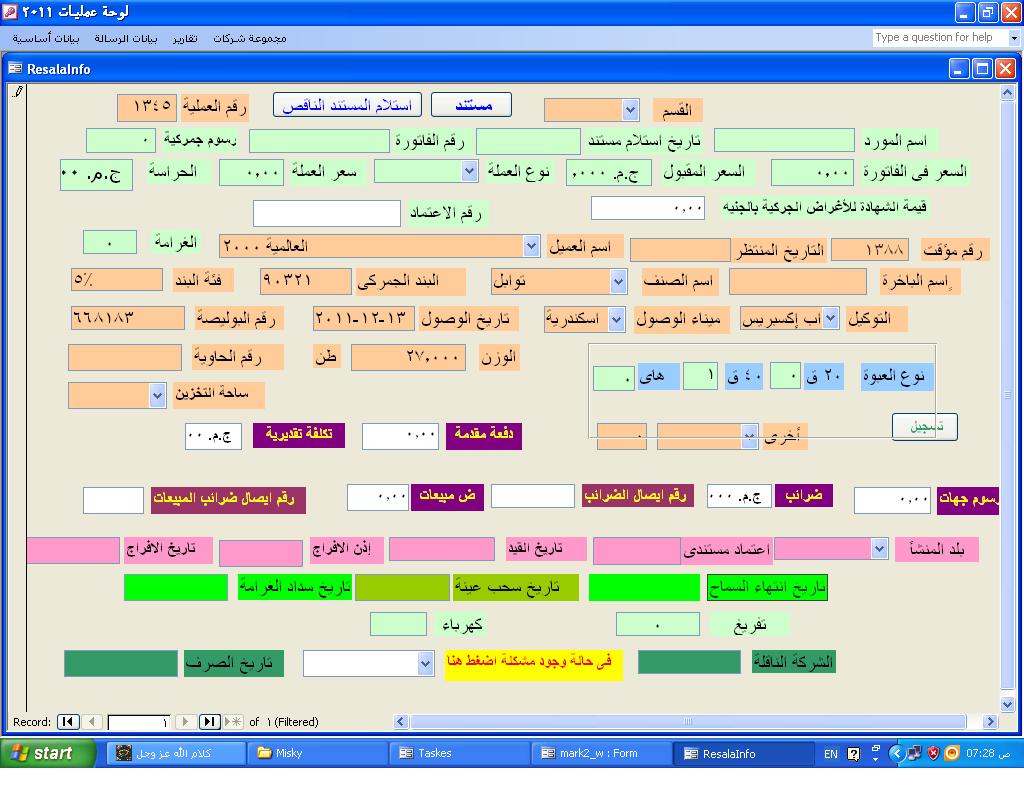 لوحة عمليات ٢٠١١
بيانات أساسية بيانات الرسالة تقارير مجموعة شركات Type a question for help
ResalaInfo
القسم مستند استلام المستند الناقص رقم العملية ١٣٤٥
اسم المورد تاريخ استلام مستند رقم الفاتورة رسوم جمركية ٠
السعر فى الفاتورة ٠,٠٠ السعر المقبول ج.م. ٠٠٠, نوع العملة سعر العملة ٠,٠٠ الحراسة ج.م. ٠٠
قيمة الشهادة للأغراض الجركية بالجنيه ٠,٠٠ رقم الاعتماد
رقم مؤقت ١٣٨٨ التاريخ المنتظر اسم العميل العالمية ٢٠٠٠ الغرامة ٠
اسم الباخرة اسم الصنف توابل البند الجمركى ٩٠٣٢١ فئة البند ٥٪
التوكيل اب إكسبريس ميناء الوصول اسكندرية تاريخ الوصول ١٣-١٢-٢٠١١ رقم البوليصة ٦٦٨١٨٣
الوزن ٢٧,٠٠٠ طن رقم الحاوية
نوع العبوة ٢٠ ق ٠ ٤٠ ق ١ هاى ٠
ساحة التخزين
تسجيل أخرى ٠ دفعة مقدمة ٠,٠٠ تكلفة تقديرية ج.م. ٠٠
رسوم جهات ٠,٠٠ ضرائب ج.م. ٠٠٠ رقم ايصال الضرائب ض مبيعات ٠,٠٠ رقم ايصال ضرائب المبيعات
بلد المنشأ اعتماد مستندى تاريخ القيد إذن الافراج تاريخ الافراج
تاريخ انتهاء السماح تاريخ سحب عينة تاريخ سداد الغرامة
تفريغ ٠ كهرباء
الشركة الناقلة فى حالة وجود مشكلة اضغط هنا تاريخ الصرف
Record: ١ of ١ (Filtered)
start كلام الله عز وجل Misky Taskes mark2_w : Form ResalaInfo EN 07:28 ص